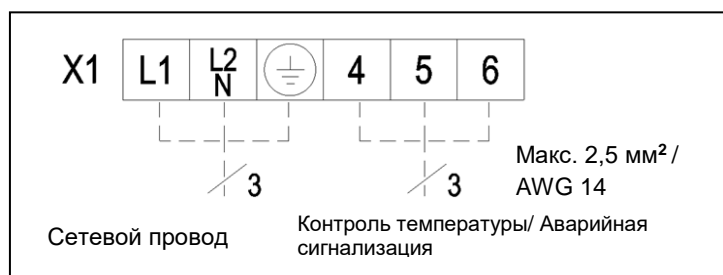 X1 L1 L2 N 4 5 6
3 3
Макс. 2,5 мм² /
AWG 14
Сетевой провод
Контроль температуры/ Аварийная
сигнализация